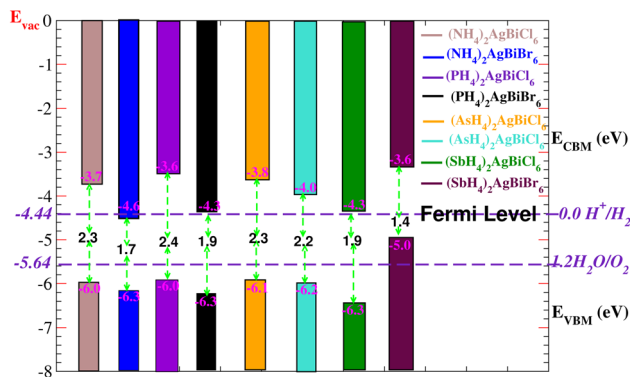 E_vac
0
-1
-2
-3
-4
-4.44
-5
-5.64
-6
-7
-8
(NH₄)₂AgBiCl₆
(NH₄)₂AgBiBr₆
(PH₄)₂AgBiCl₆
(PH₄)₂AgBiBr₆
(AsH₄)₂AgBiCl₆
(AsH₄)₂AgBiCl₆
(SbH₄)₂AgBiCl₆
(SbH₄)₂AgBiBr₆
E_CBM (eV)
-3.7 -4.6 -3.6 -4.3 -3.8 -4.0 -4.3 -3.6
Fermi Level
0.0 H⁺/H₂
2.3 1.7 2.4 1.9 2.3 2.2 1.9 1.4
1.2H₂O/O₂
-6.0 -6.3 -6.0 -6.3 -6.1 -6.3 -6.3 -5.0
E_VBM (eV)